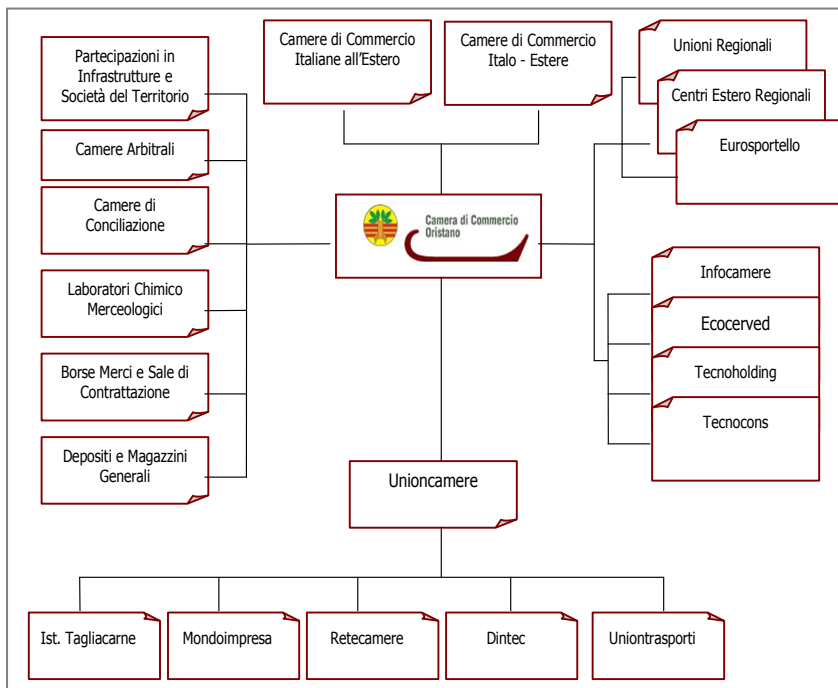 Partecipazioni in
Infrastrutture e
Società del Territorio
Camere Arbitrali
Camere di
Conciliazione
Laboratori Chimico
Merceologici
Borse Merci e Sale di
Contrattazione
Depositi e Magazzini
Generali
Camere di Commercio
Italiane all'Estero
Camere di Commercio
Italo - Estere
Unioni Regionali
Centri Estero Regionali
Eurosportello
Camera di Commercio
Oristano
Infocamere
Ecocerved
Tecnoholding
Tecnocons
Unioncamere
Ist. Tagliacarne
Mondoimpresa
Retecamere
Dintec
Uniontrasporti